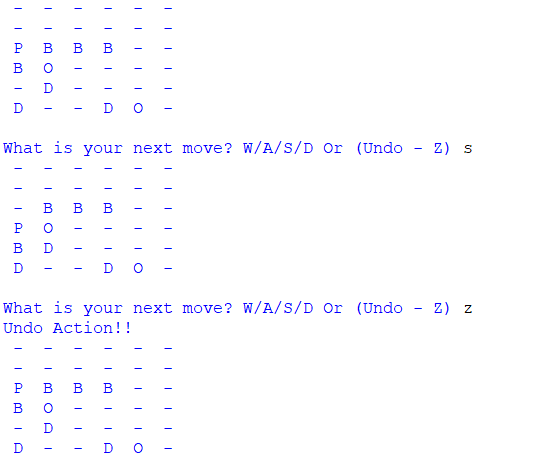 - - - - - -
- - - - - -
P B B B - -
B O - - - -
- D - - - -
D - - D O -
What is your next move? W/A/S/D Or (Undo - Z) s
- - - - - -
- - - - - -
- B B B - -
P O - - - -
B D - - - -
D - - D O -
What is your next move? W/A/S/D Or (Undo - Z) z
Undo Action!!
- - - - - -
- - - - - -
P B B B - -
B O - - - -
- D - - - -
D - - D O -